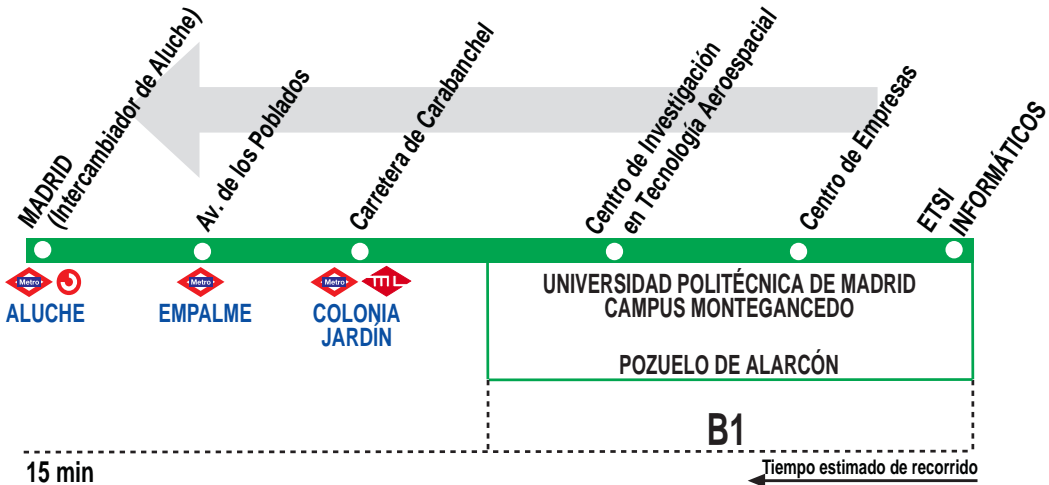 MADRID
(Intercambiador de Aluche)
Av. de los Poblados
Carretera de Carabanchel
Centro de Investigación
en Tecnología Aeroespacial
Centro de Empresas
ETSI
INFORMÁTICOS
Metro
Metro
Metro
ML
ALUCHE
EMPALME
COLONIA
JARDÍN
UNIVERSIDAD POLITÉCNICA DE MADRID
CAMPUS MONTEGANCEDO
POZUELO DE ALARCÓN
B1
15 min
Tiempo estimado de recorrido